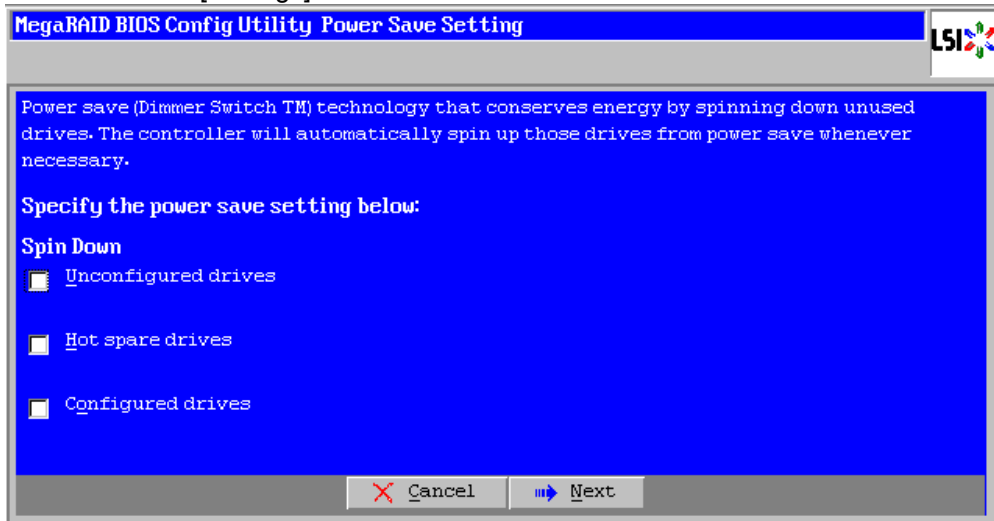 MegaRAID BIOS Config Utility Power Save Setting
LSI
Power save (Dimmer Switch TM) technology that conserves energy by spinning down unused
drives. The controller will automatically spin up those drives from power save whenever
necessary.
Specify the power save setting below:
Spin Down
Unconfigured drives
Hot spare drives
Configured drives
Cancel
Next